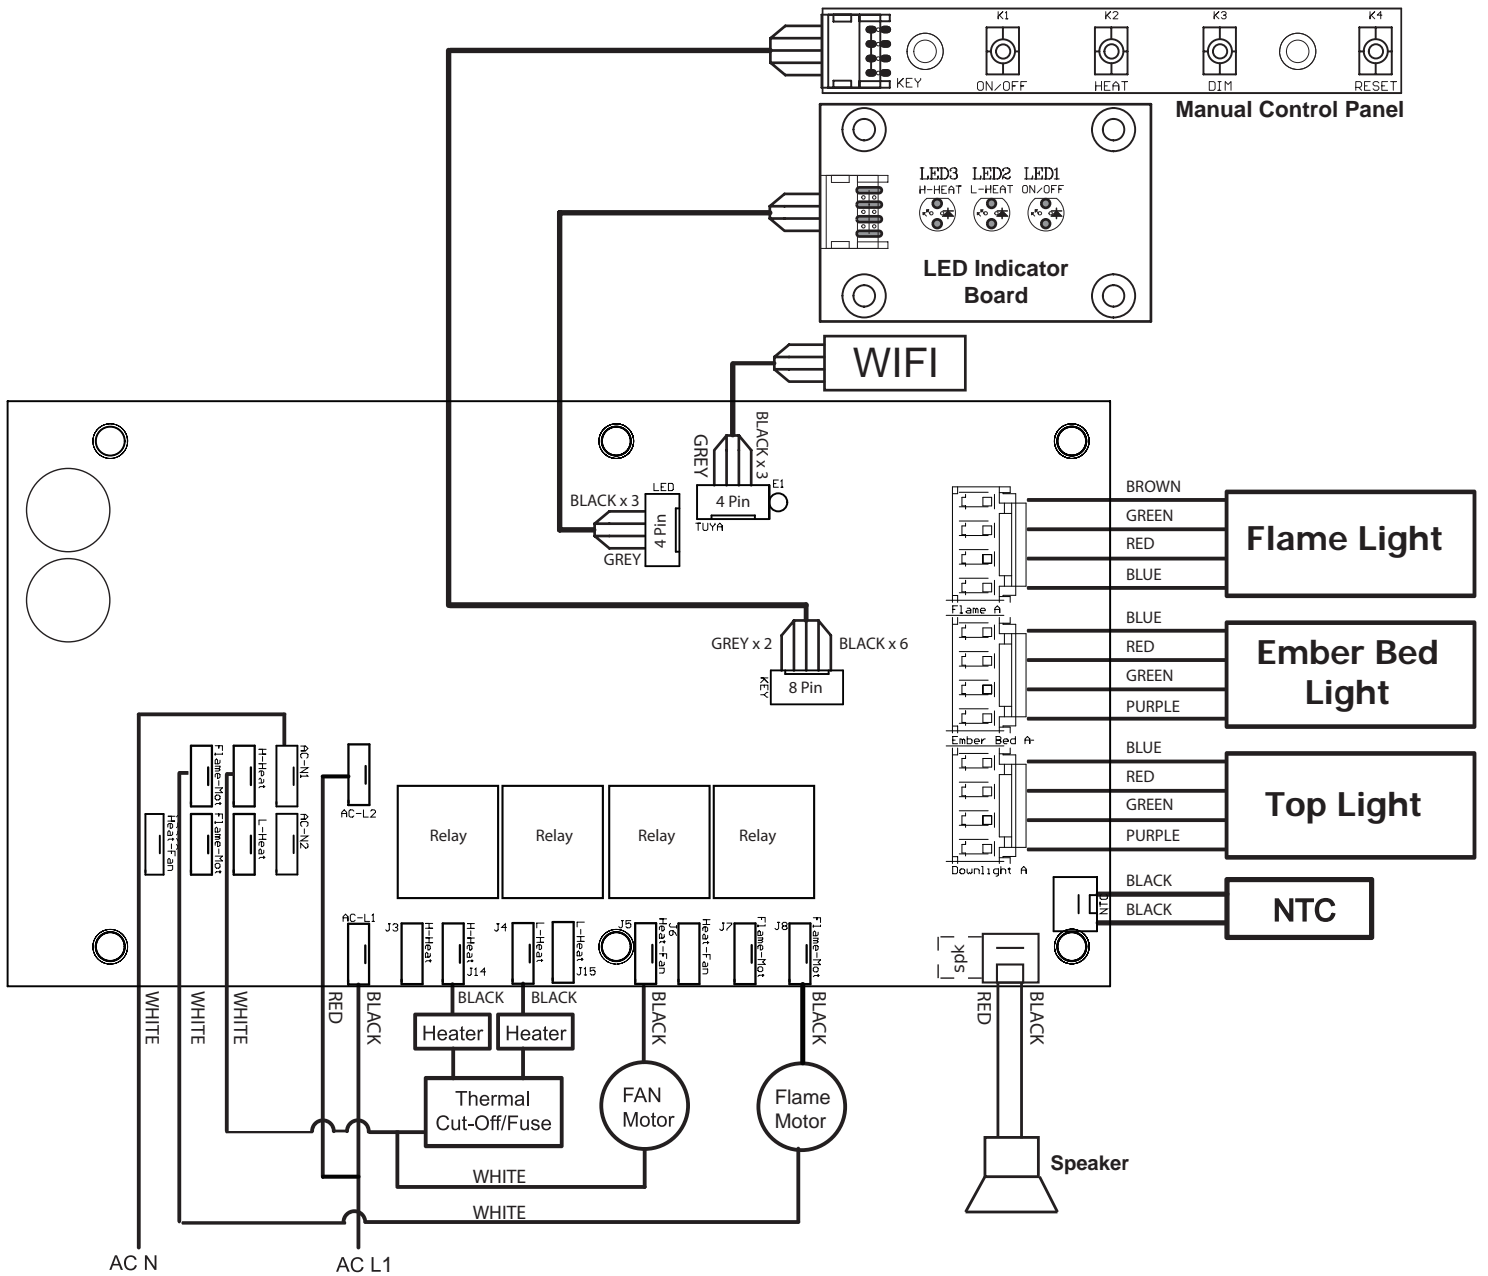 K1
K2
K3
K4
KEY
ON/OFF
HEAT
DIM
RESET
Manual Control Panel
LED3
LED2
LED1
H-HEAT
L-HEAT
ON/OFF
LED Indicator
Board
WIFI
BLACK x 3
GREY
4 Pin
E1
TUYA
LED
BLACK x 3
4 Pin
GREY
BROWN
GREEN
RED
BLUE
Flame Light
Flame A
GREY x 2
BLACK x 6
KEY
8 Pin
BLUE
RED
GREEN
PURPLE
Ember Bed
Light
Ember Bed A
BLUE
RED
GREEN
PURPLE
Top Light
Downlight A
Flame-Mot
H-Heat
AC-N1
AC-L2
Heat-Fan
Flame-Mot
L-Heat
AC-N2
Relay
Relay
Relay
Relay
BLACK
BLACK
NTC
NTC
AC-L1
J3
H-Heat
H-Heat
J14
J4
L-Heat
L-Heat
J15
J5
Heat-Fan
J6
Heat-Fan
J7
Flame-Mot
J8
Flame-Mot
spk
WHITE
WHITE
WHITE
RED
BLACK
BLACK
BLACK
BLACK
BLACK
RED
BLACK
Heater
Heater
Thermal
Cut-Off/Fuse
FAN
Motor
Flame
Motor
Speaker
WHITE
WHITE
AC N
AC L1